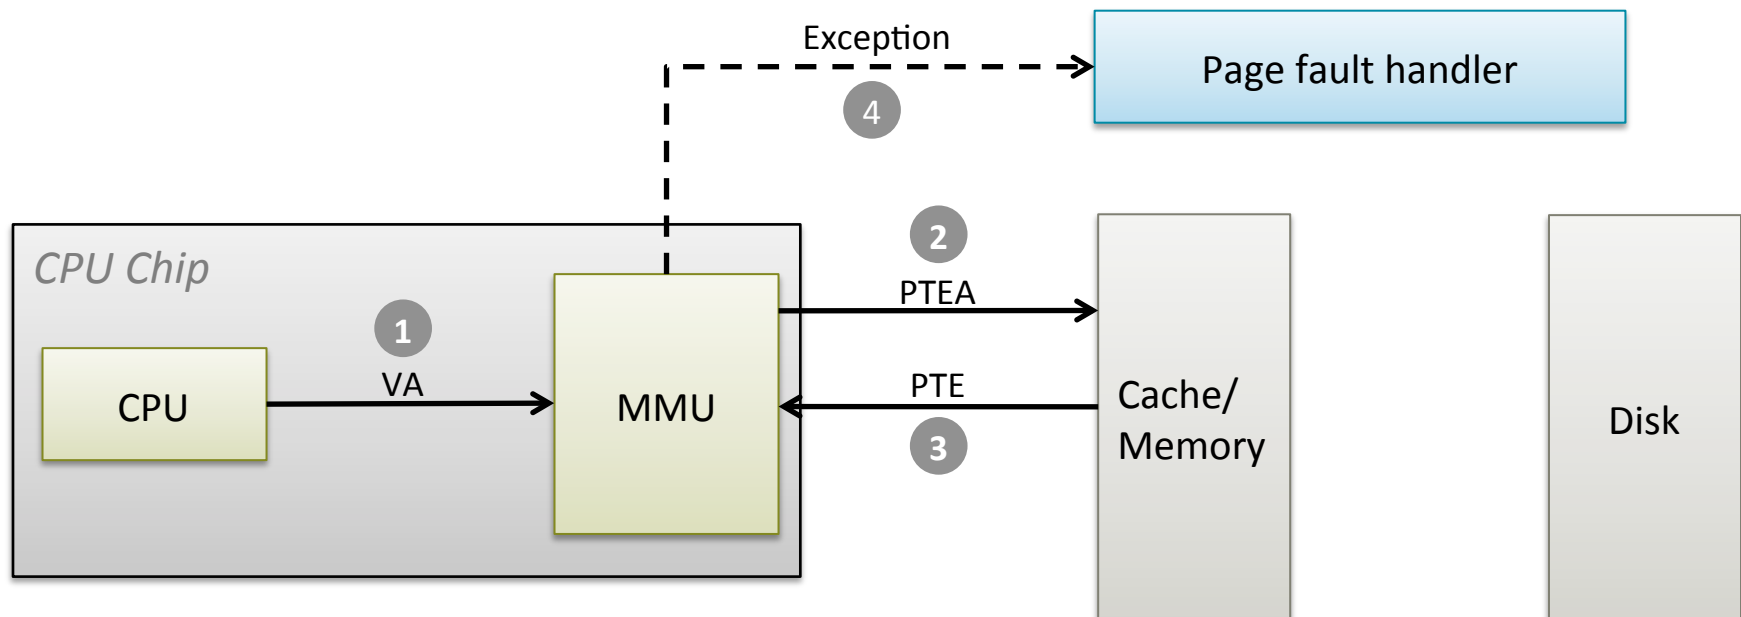 Exception
Page fault handler
4
CPU Chip
2
PTEA
1
VA
CPU
MMU
PTE
3
Cache/
Memory
Disk